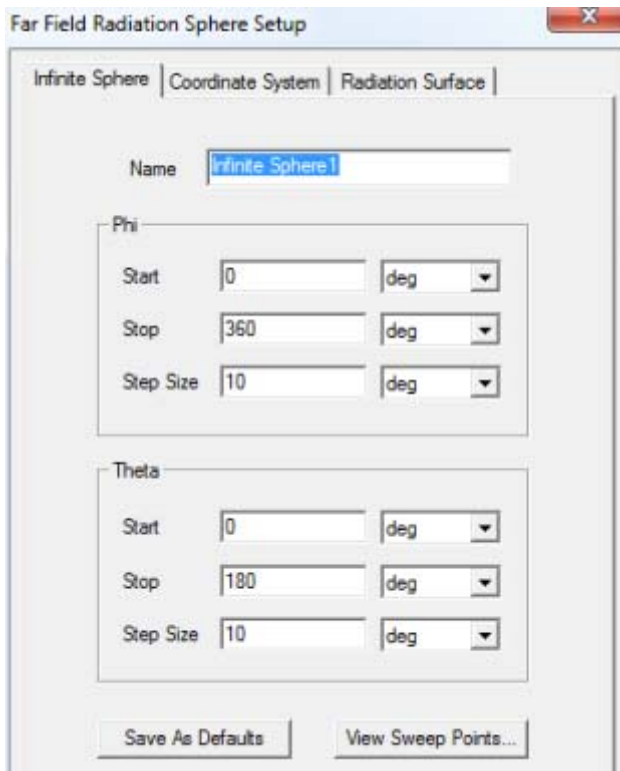 Far Field Radiation Sphere Setup
Infinite Sphere Coordinate System Radiation Surface
Name Infinite Sphere1
Phi
Start 0 deg
Stop 360 deg
Step Size 10 deg
Theta
Start 0 deg
Stop 180 deg
Step Size 10 deg
Save As Defaults View Sweep Points...